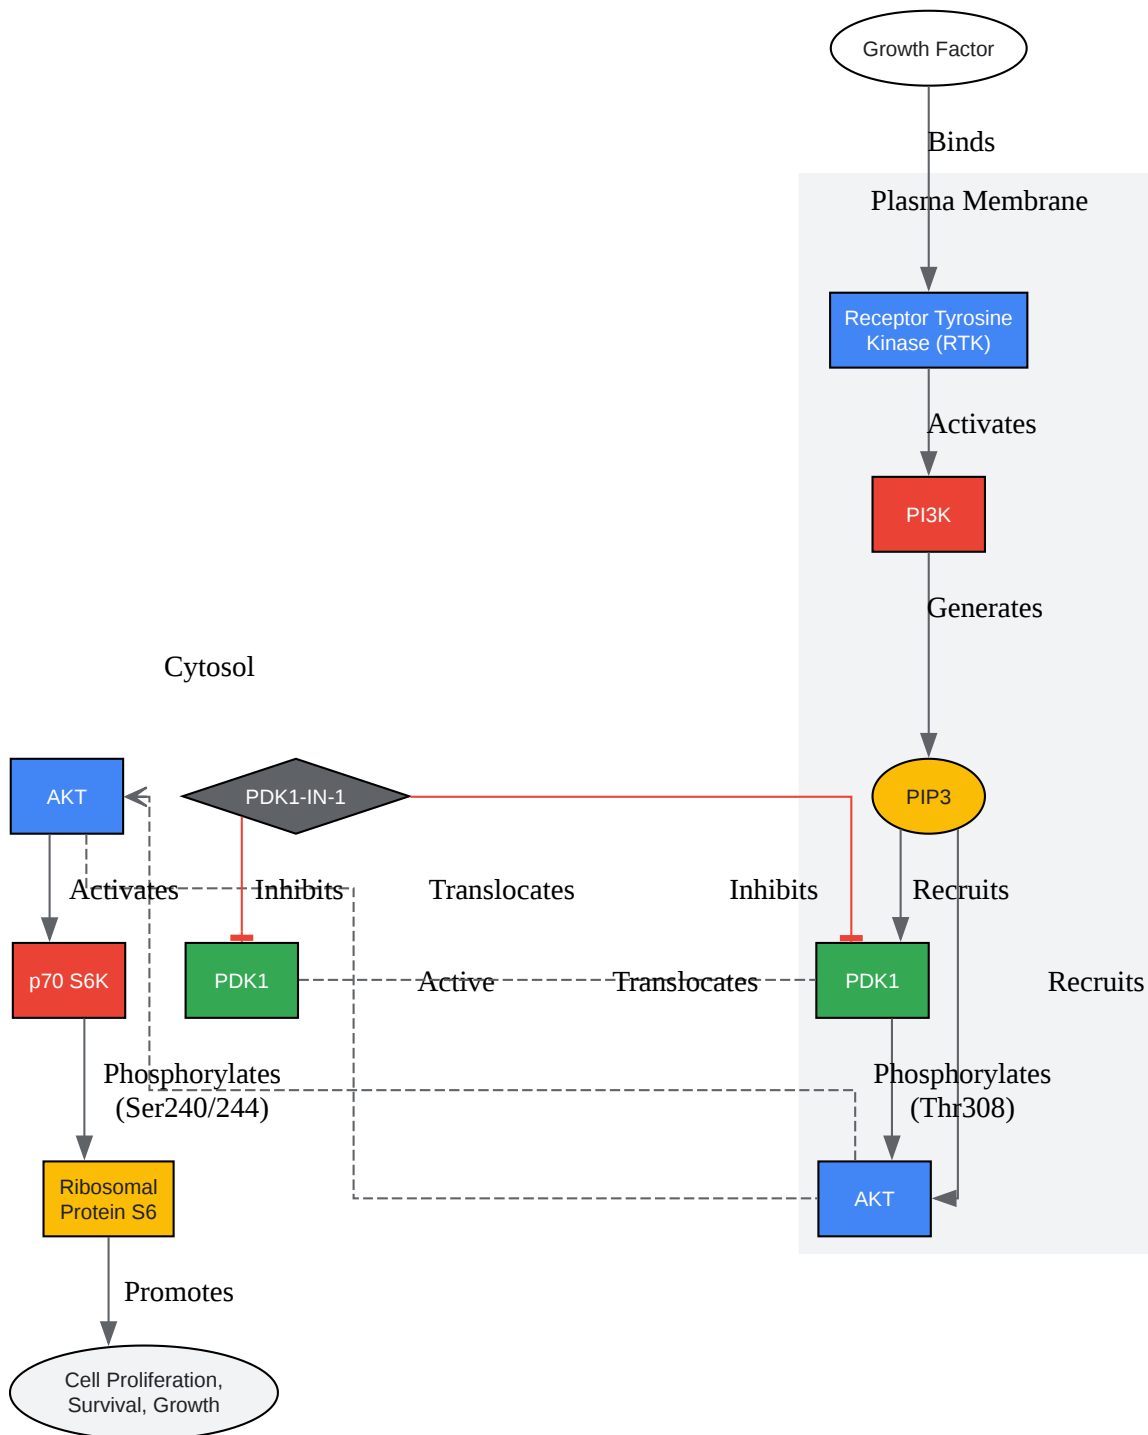 Growth Factor
Binds
Plasma Membrane
Receptor Tyrosine
Kinase (RTK)
Activates
PI3K
Generates
Cytosol
AKT
PDK1-IN-1
PIP3
Activates
Inhibits
Translocates
Inhibits
Recruits
p70 S6K
PDK1
Active
Translocates
PDK1
Recruits
Phosphorylates
(Ser240/244)
Phosphorylates
(Thr308)
Ribosomal
Protein S6
AKT
Promotes
Cell Proliferation,
Survival, Growth